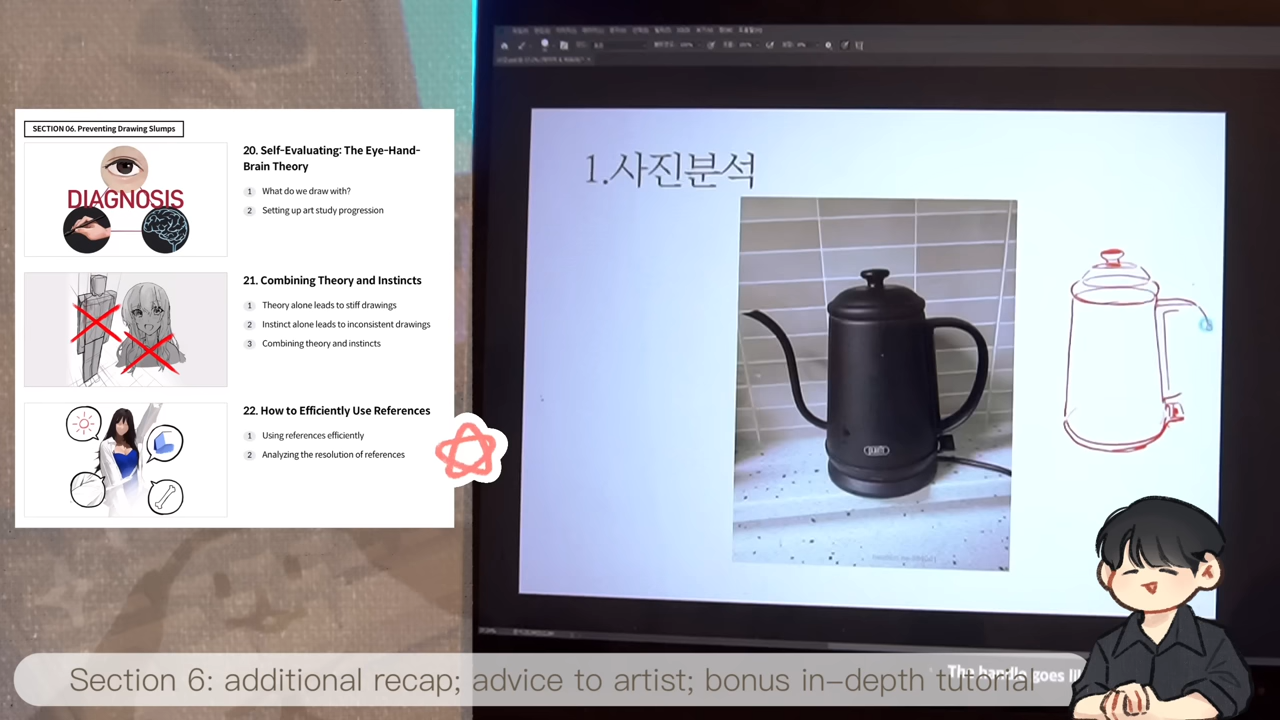 SECTION 06. Preventing Drawing Slumps
DIAGNOSIS
20. Self-Evaluating: The Eye-Hand-
Brain Theory
1 What do we draw with?
2 Setting up art study progression
21. Combining Theory and Instincts
1 Theory alone leads to stiff drawings
2 Instinct alone leads to inconsistent drawings
3 Combining theory and instincts
22. How to Efficiently Use References
1 Using references efficiently
2 Analyzing the resolution of references
1.사진분석
The handle goes
Section 6: additional recap; advice to artist; bonus in-depth tutorial